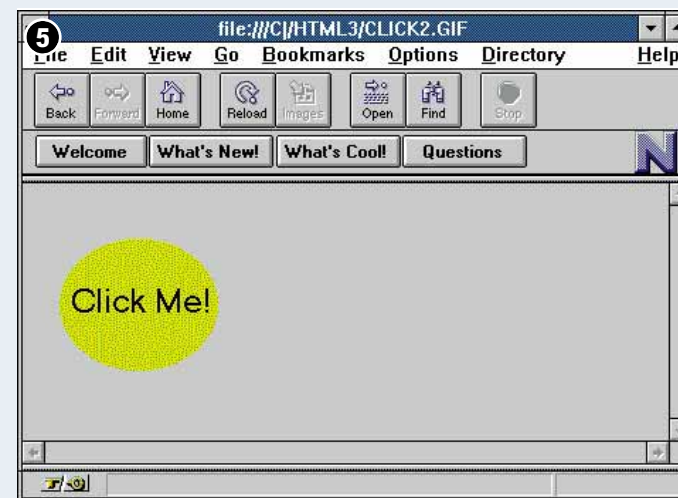 5
file:///C|/HTML3/CLICK2.GIF
File Edit View Go Bookmarks Options Directory Help
Back Forward Home Reload Images Open Find Stop
Welcome What's New! What's Cool! Questions
N
Click Me!